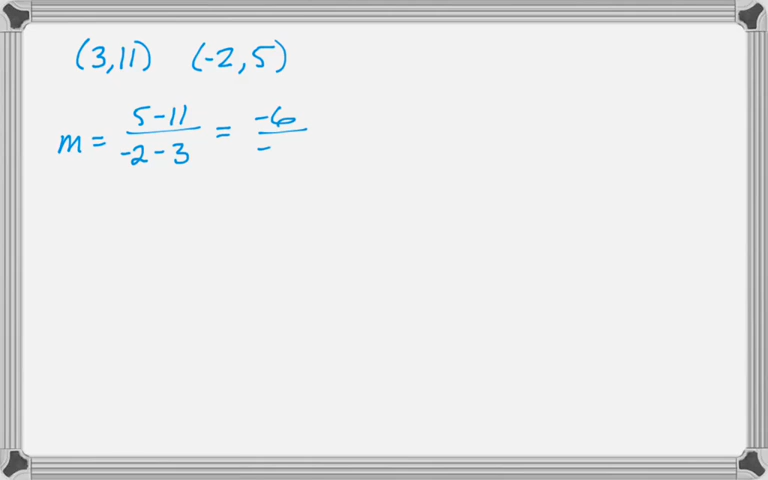 (3,11) (-2,5)
m = 5-11 / -2-3 = -6 / -